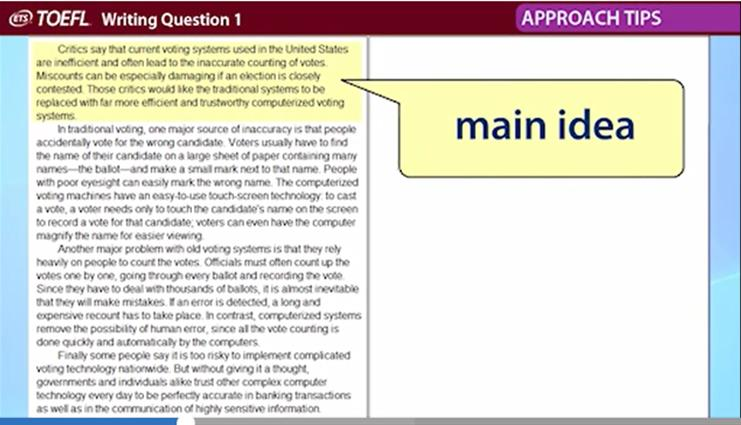 ETS TOEFL Writing Question 1
APPROACH TIPS
Critics say that current voting systems used in the United States
are inefficient and often lead to the inaccurate counting of votes.
Miscounts can be especially damaging if an election is closely
contested. Those critics would like the traditional systems to be
replaced with far more efficient and trustworthy computerized voting
systems.
main idea
In traditional voting, one major source of inaccuracy is that people
accidentally vote for the wrong candidate. Voters usually have to find
the name of their candidate on a large sheet of paper containing many
names—the ballot—and make a small mark next to that name. People
with poor eyesight can easily mark the wrong name. The computerized
voting machines have an easy-to-use touch-screen technology: to cast
a vote, a voter needs only to touch the candidate's name on the screen
to record a vote for that candidate; voters can even have the computer
magnify the name for easier viewing.
Another major problem with old voting systems is that they rely
heavily on people to count the votes. Officials must often count up the
votes one by one, going through every ballot and recording the vote.
Since they have to deal with thousands of ballots, it is almost inevitable
that they will make mistakes. If an error is detected, a long and
expensive recount has to take place. In contrast, computerized systems
remove the possibility of human error, since all the vote counting is
done quickly and automatically by the computers.
Finally some people say it is too risky to implement complicated
voting technology nationwide. But without giving it a thought,
governments and individuals alike trust other complex computer
technology every day to be perfectly accurate in banking transactions
as well as in the communication of highly sensitive information.